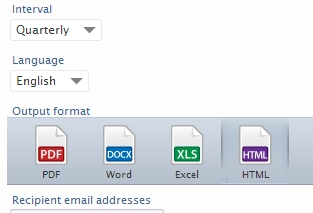 Interval
Quarterly
Language
English
Output format
PDF DOCX XLS HTML
PDF Word Excel HTML
Recipient email addresses